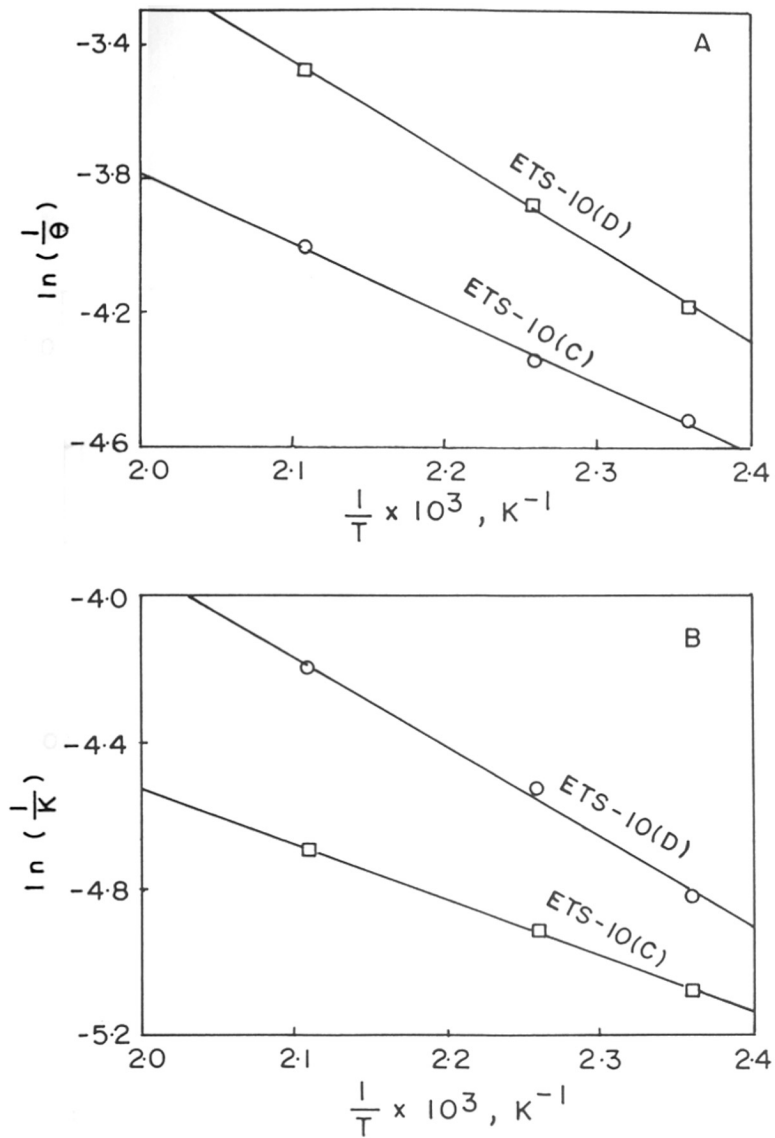 A
-3·4
-3·8
-4·2
-4·6
ln ( 1/θ )
ETS-10(D)
ETS-10(C)
2·0 2·1 2·2 2·3 2·4
1/T × 10³ , K⁻¹
B
-4·0
-4·4
-4·8
-5·2
ln ( 1/K )
ETS-10(D)
ETS-10(C)
2·0 2·1 2·2 2·3 2·4
1/T × 10³ , K⁻¹